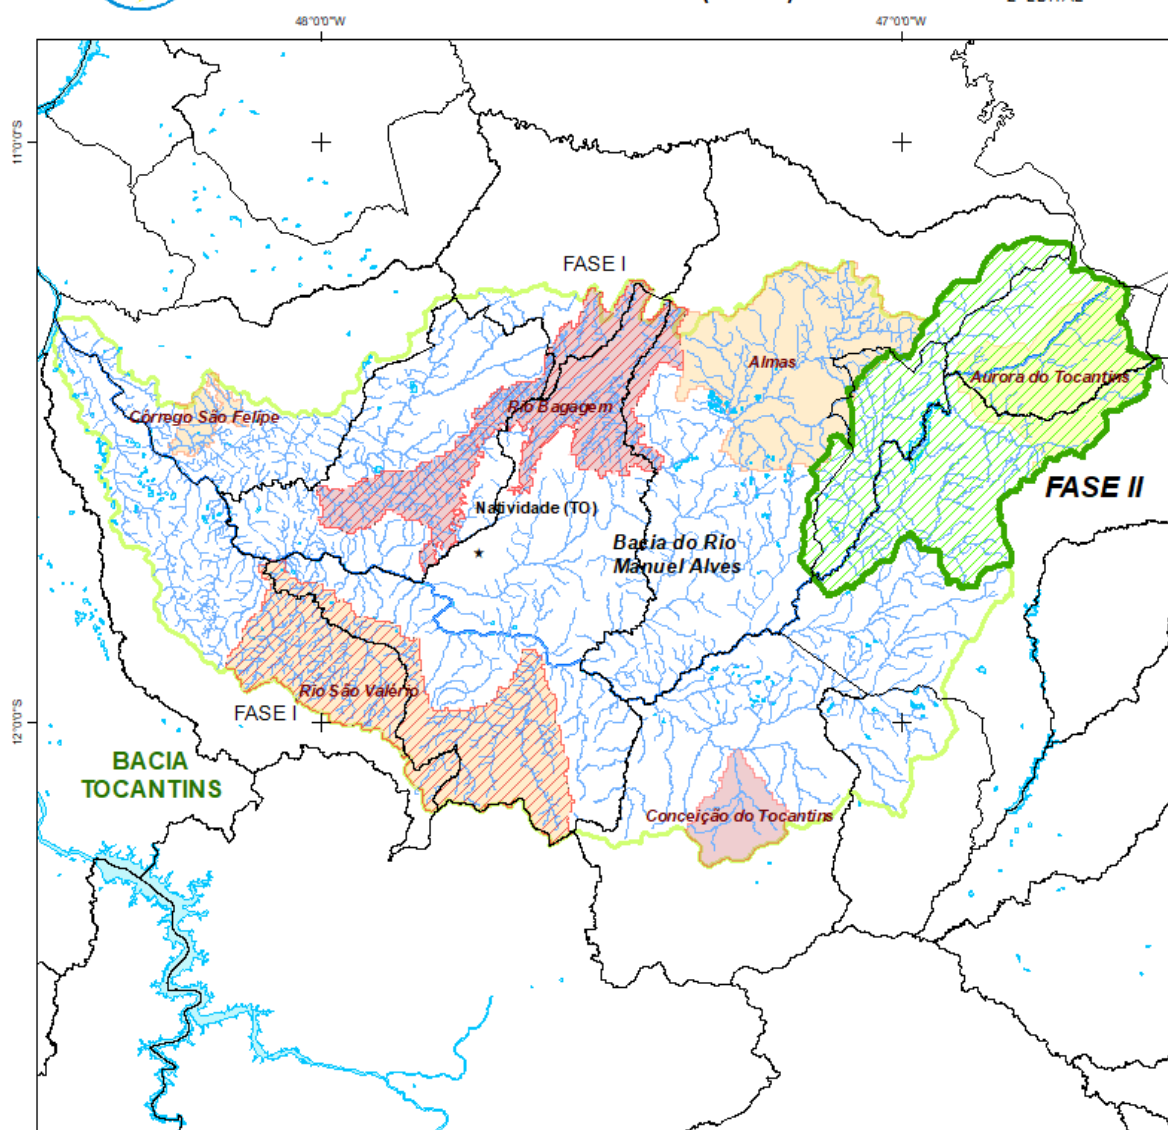 48°0'0"W
47°0'0"W
11°0'0"S
FASE I
Almas
Aurora do Tocantins
Córrego São Felipe
Rio Bagagem
FASE II
Natividade (TO)
Bacia do Rio
Manuel Alves
Rio São Valério
FASE I
12°0'0"S
BACIA
TOCANTINS
Conceição do Tocantins